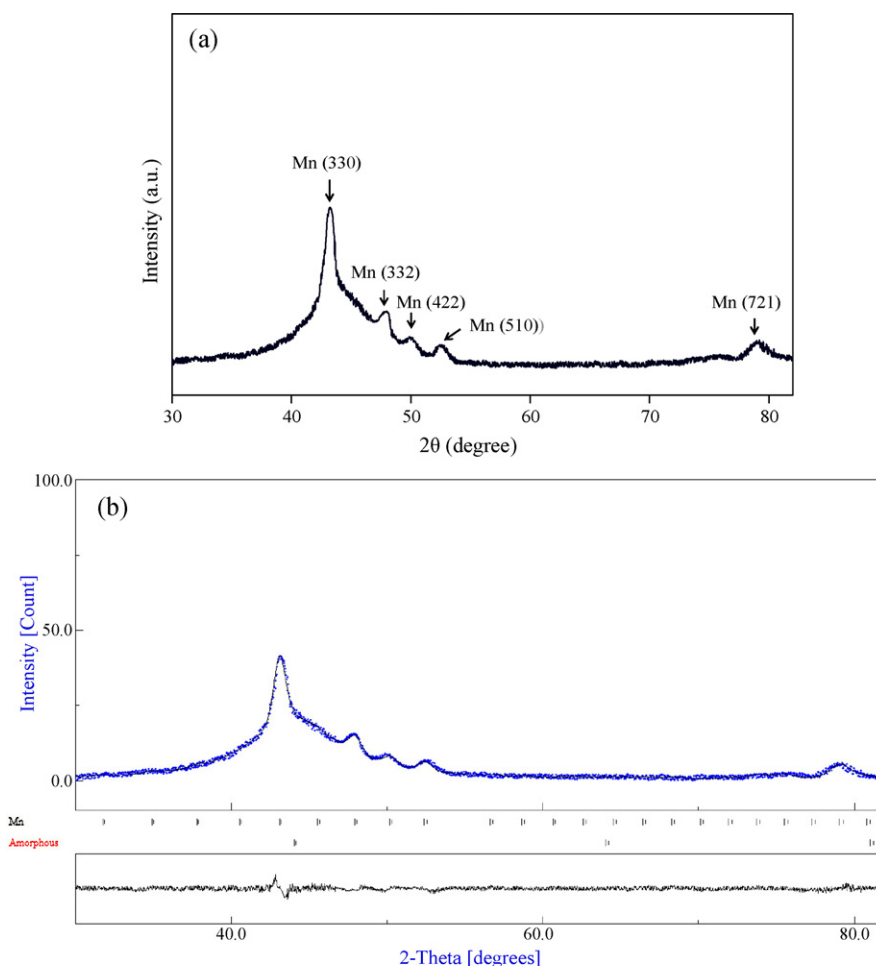 (a)
Mn (330)
Mn (332)
Mn (422)
Mn (510))
Mn (721)
Intensity (a.u.)
30 40 50 60 70 80
2θ (degree)
(b)
100.0
50.0
0.0
Intensity [Count]
Mn
Amorphous
40.0 60.0 80.0
2-Theta [degrees]